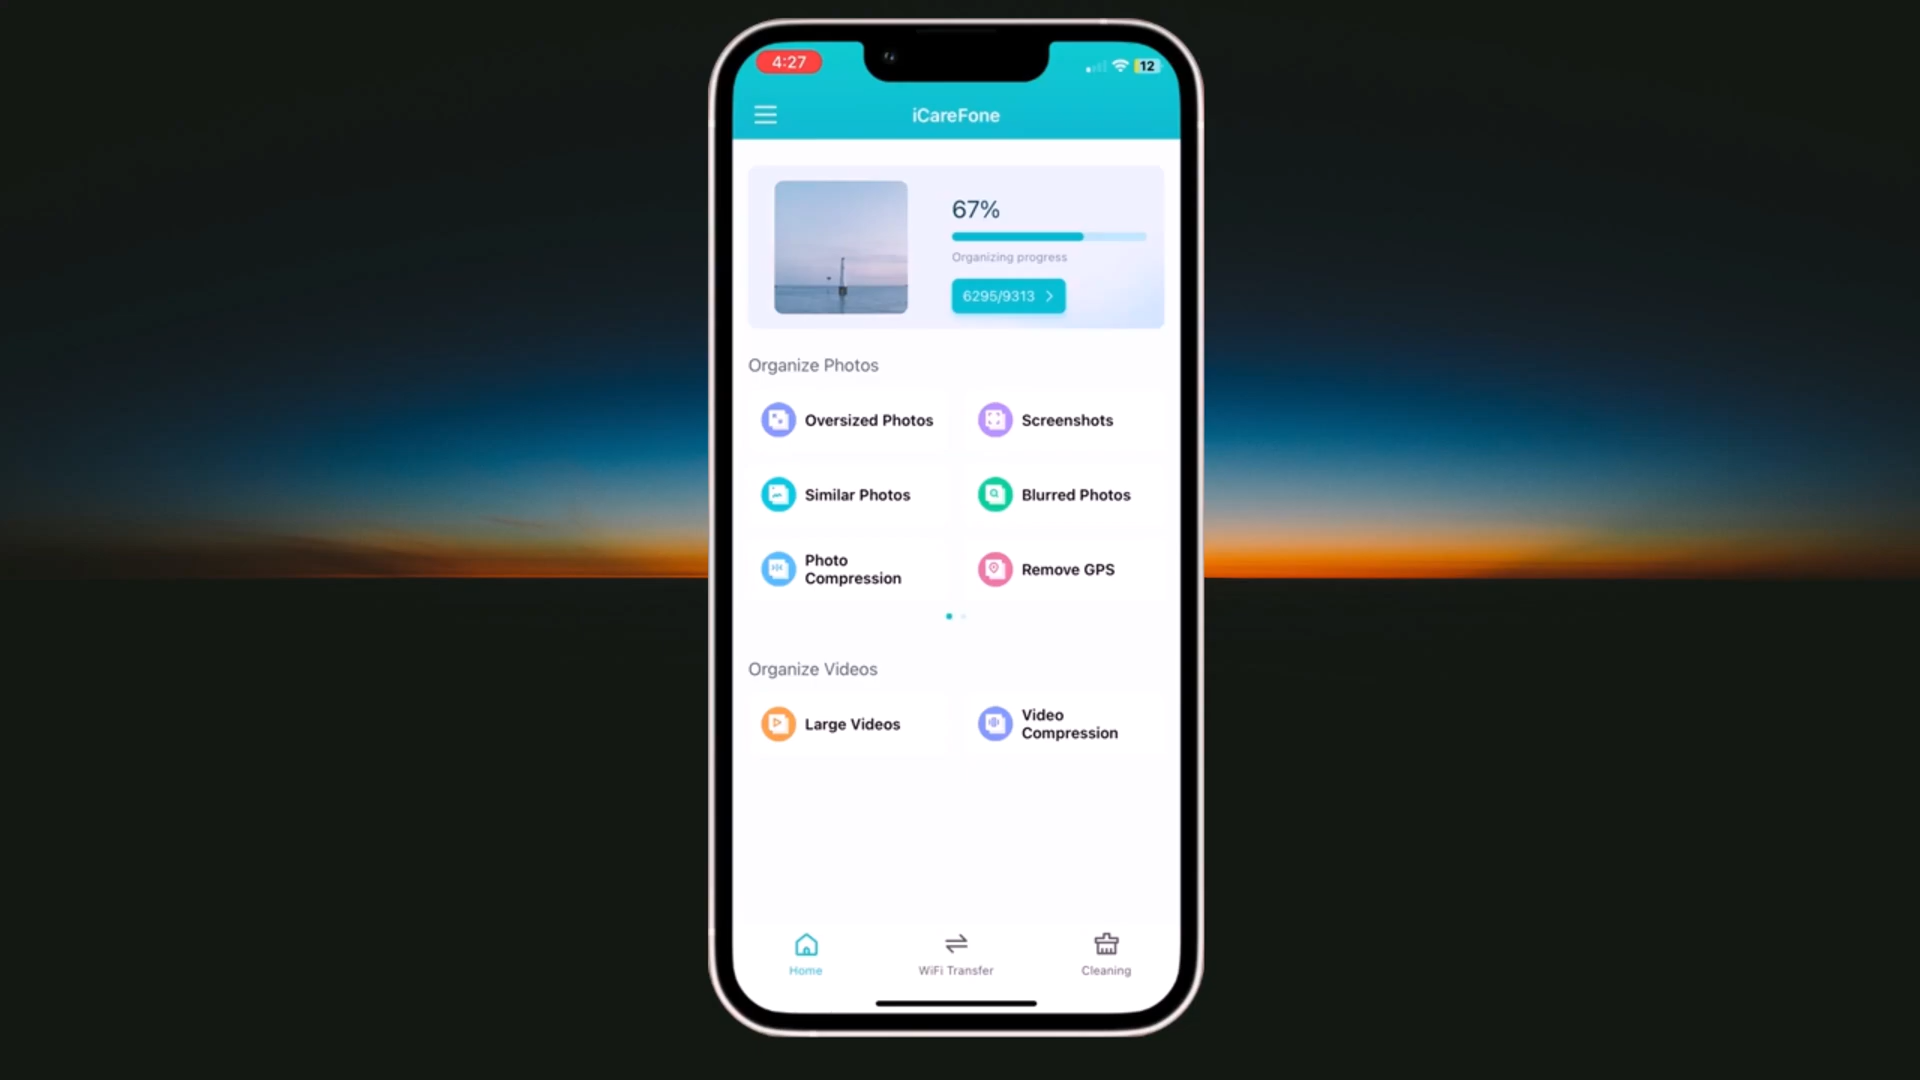 4:27
12
iCareFone
67%
Organizing progress
6295/9313
Organize Photos
Oversized Photos
Screenshots
Similar Photos
Blurred Photos
Photo
Compression
Remove GPS
Organize Videos
Large Videos
Video
Compression
Home
WiFi Transfer
Cleaning